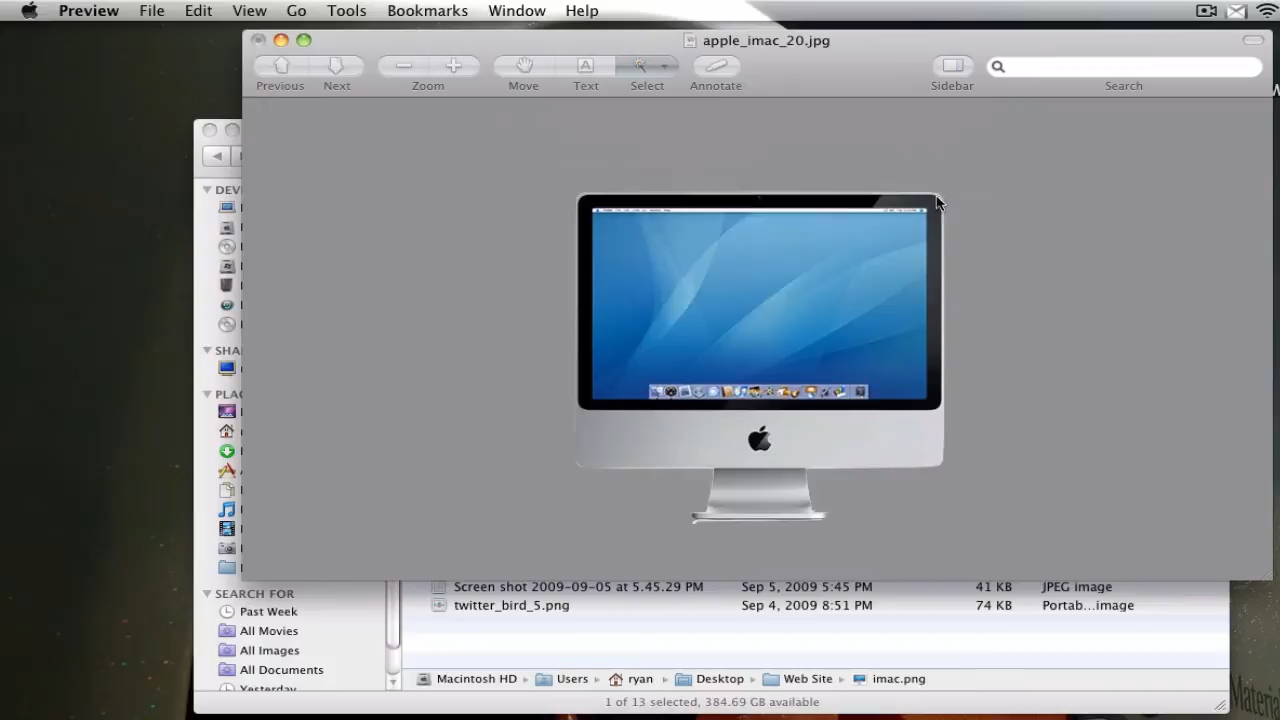 Preview File Edit View Go Tools Bookmarks Window Help
apple_imac_20.jpg
Previous Next Zoom Move Text Select Annotate Sidebar Search
DEV
SHA
PLA
SEARCH FOR
Past Week
All Movies
All Images
All Documents
Yesterday
Screen shot 2009-09-05 at 5.45.29 PM Sep 5, 2009 5:45 PM 41 KB JPEG image
twitter_bird_5.png Sep 4, 2009 8:51 PM 74 KB Portab...image
Macintosh HD Users ryan Desktop Web Site imac.png
1 of 13 selected, 384.69 GB available